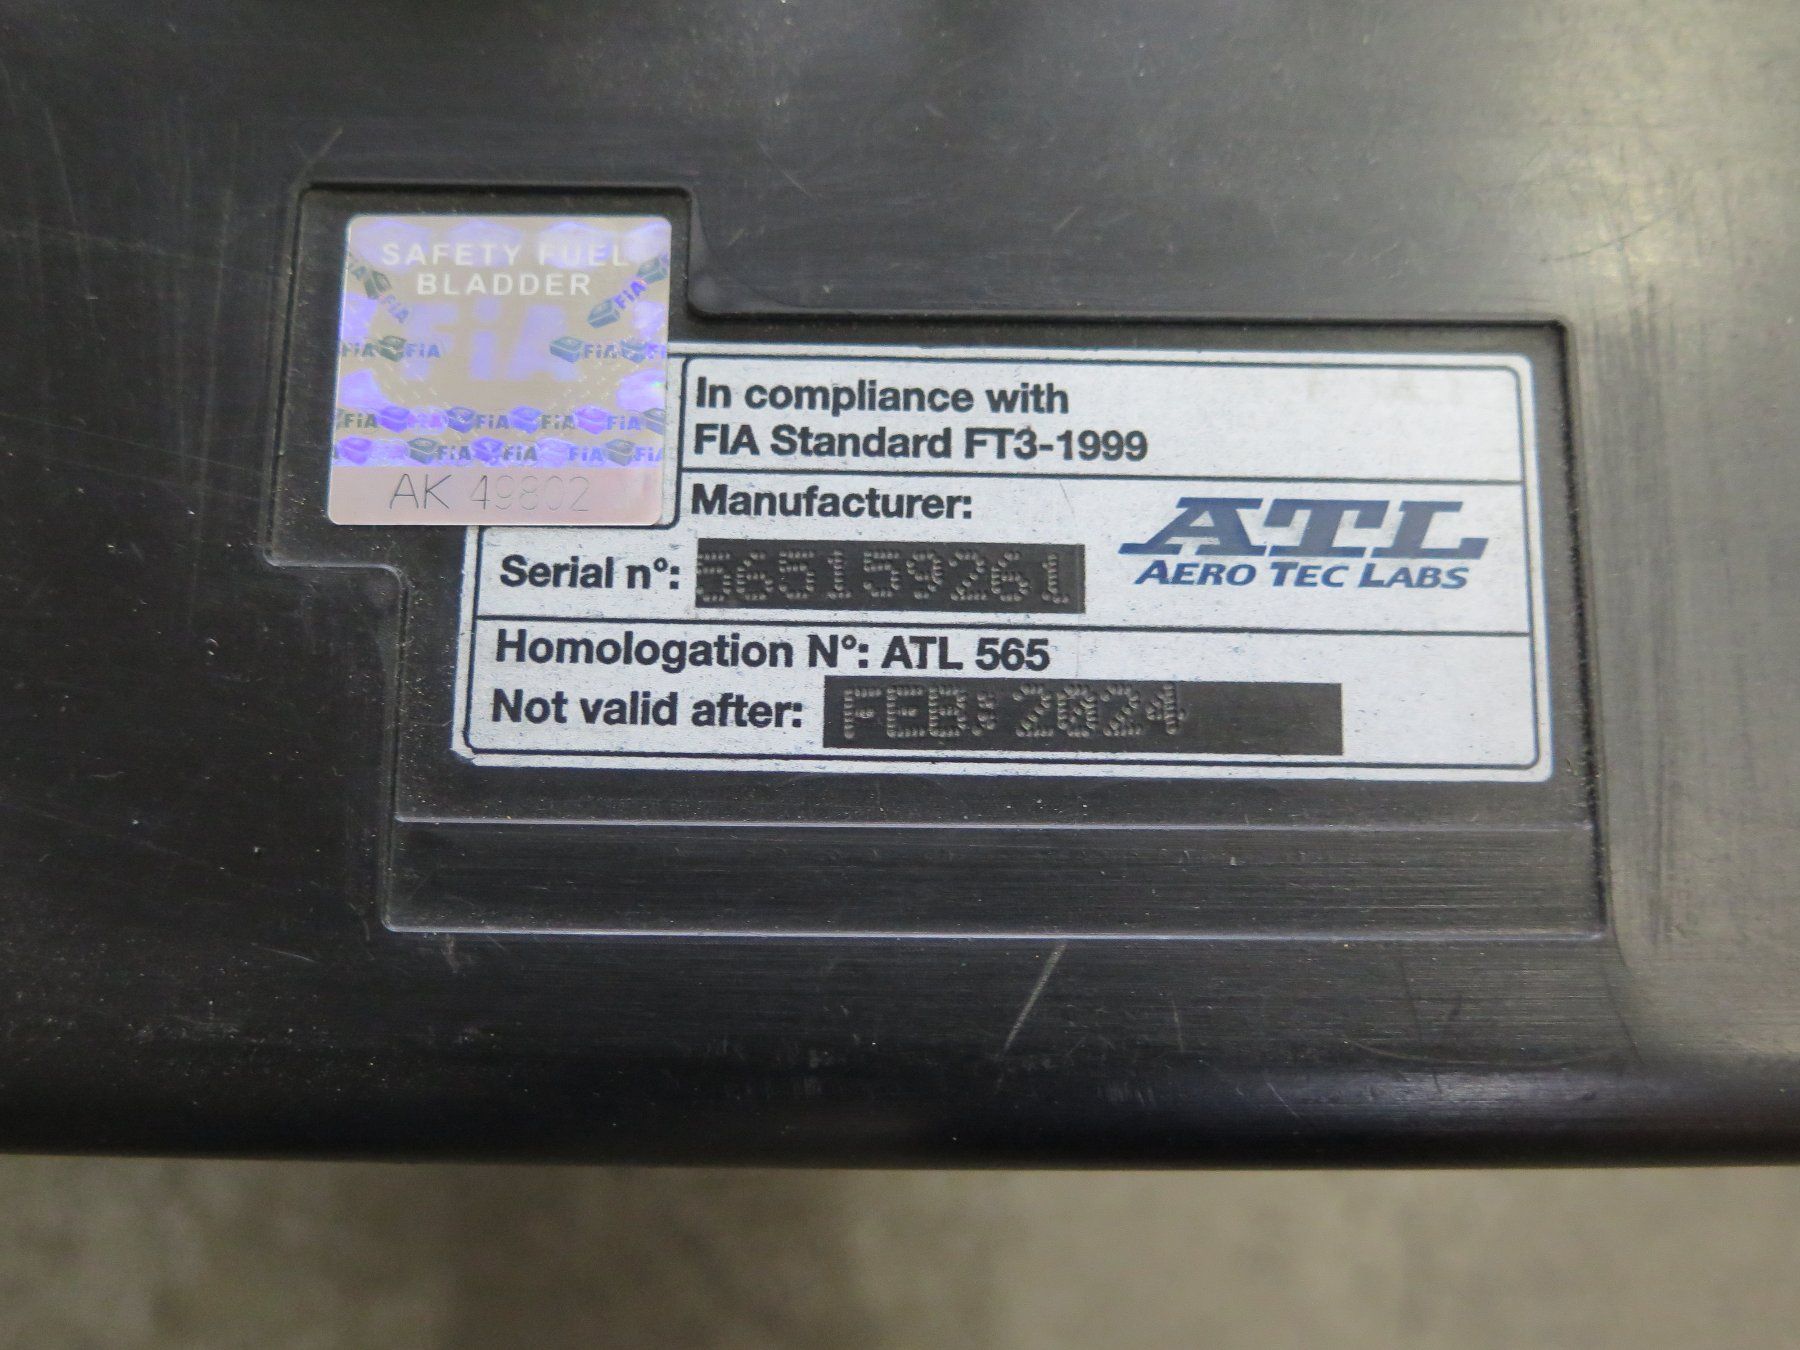 SAFETY FUEL
BLADDER
FiA
AK 49802
In compliance with
FIA Standard FT3-1999
Manufacturer:
ATL
AERO TEC LABS
Serial n°: 565159261
Homologation N°: ATL 565
Not valid after: FEB: 2024